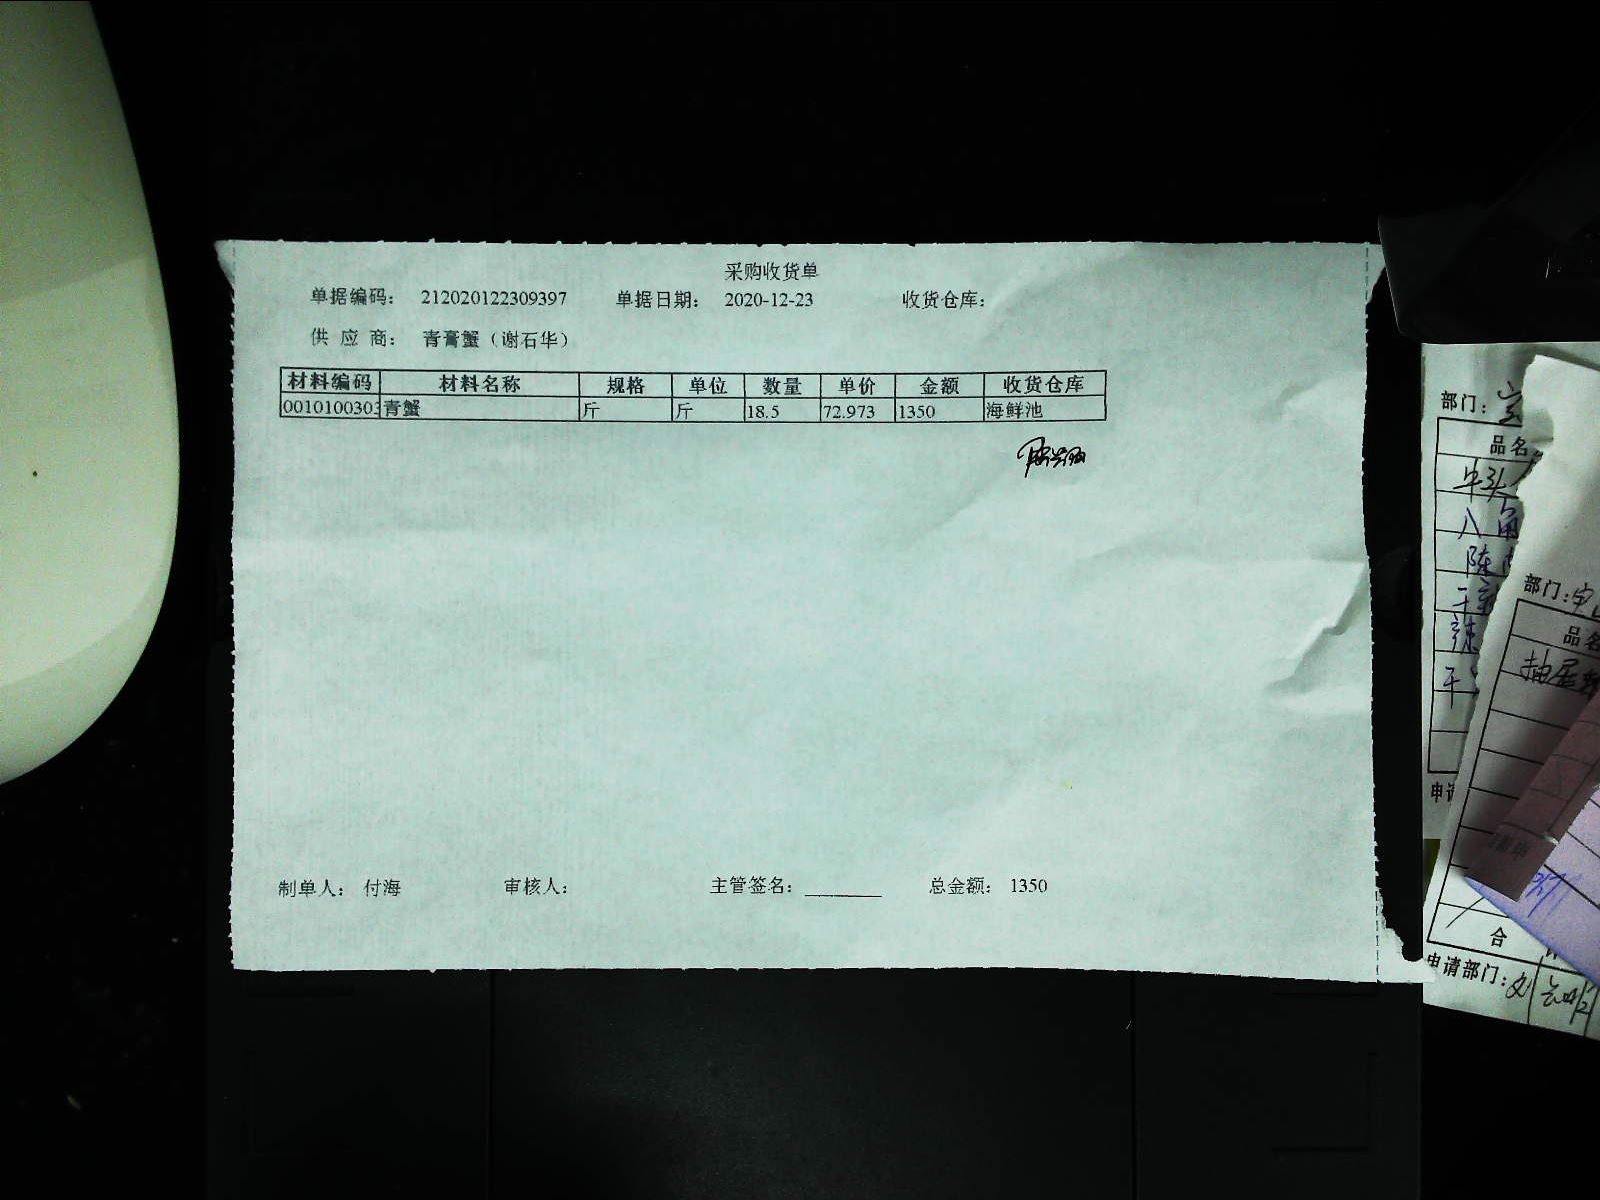 采购收货单
单据编码： 212020122309397 单据日期： 2020-12-23 收货仓库：
供 应 商： 青膏蟹（谢石华）
材料编码 材料名称 规格 单位 数量 单价 金额 收货仓库
0010100303 青蟹 斤 斤 18.5 72.973 1350 海鲜池
制单人： 付海 审核人： 主管签名： 总金额： 1350
部门：
品名
八角
部门：
品名
合
申请部门：